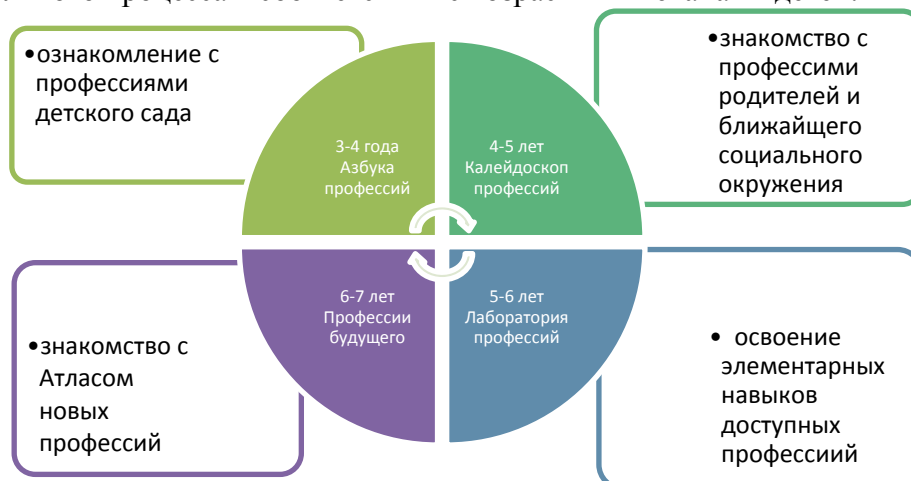 •ознакомление с
профессиями
детского сада
•знакомство с
профессими
родителей и
ближайщего
социального
окружения
3-4 года
Азбука
профессий
4-5 лет
Калейдоскоп
профессий
6-7 лет
Профессии
будущего
5-6 лет
Лаборатория
профессий
•знакомство с
Атласом
новых
профессий
• освоение
элементарных
навыков
доступных
профессиий